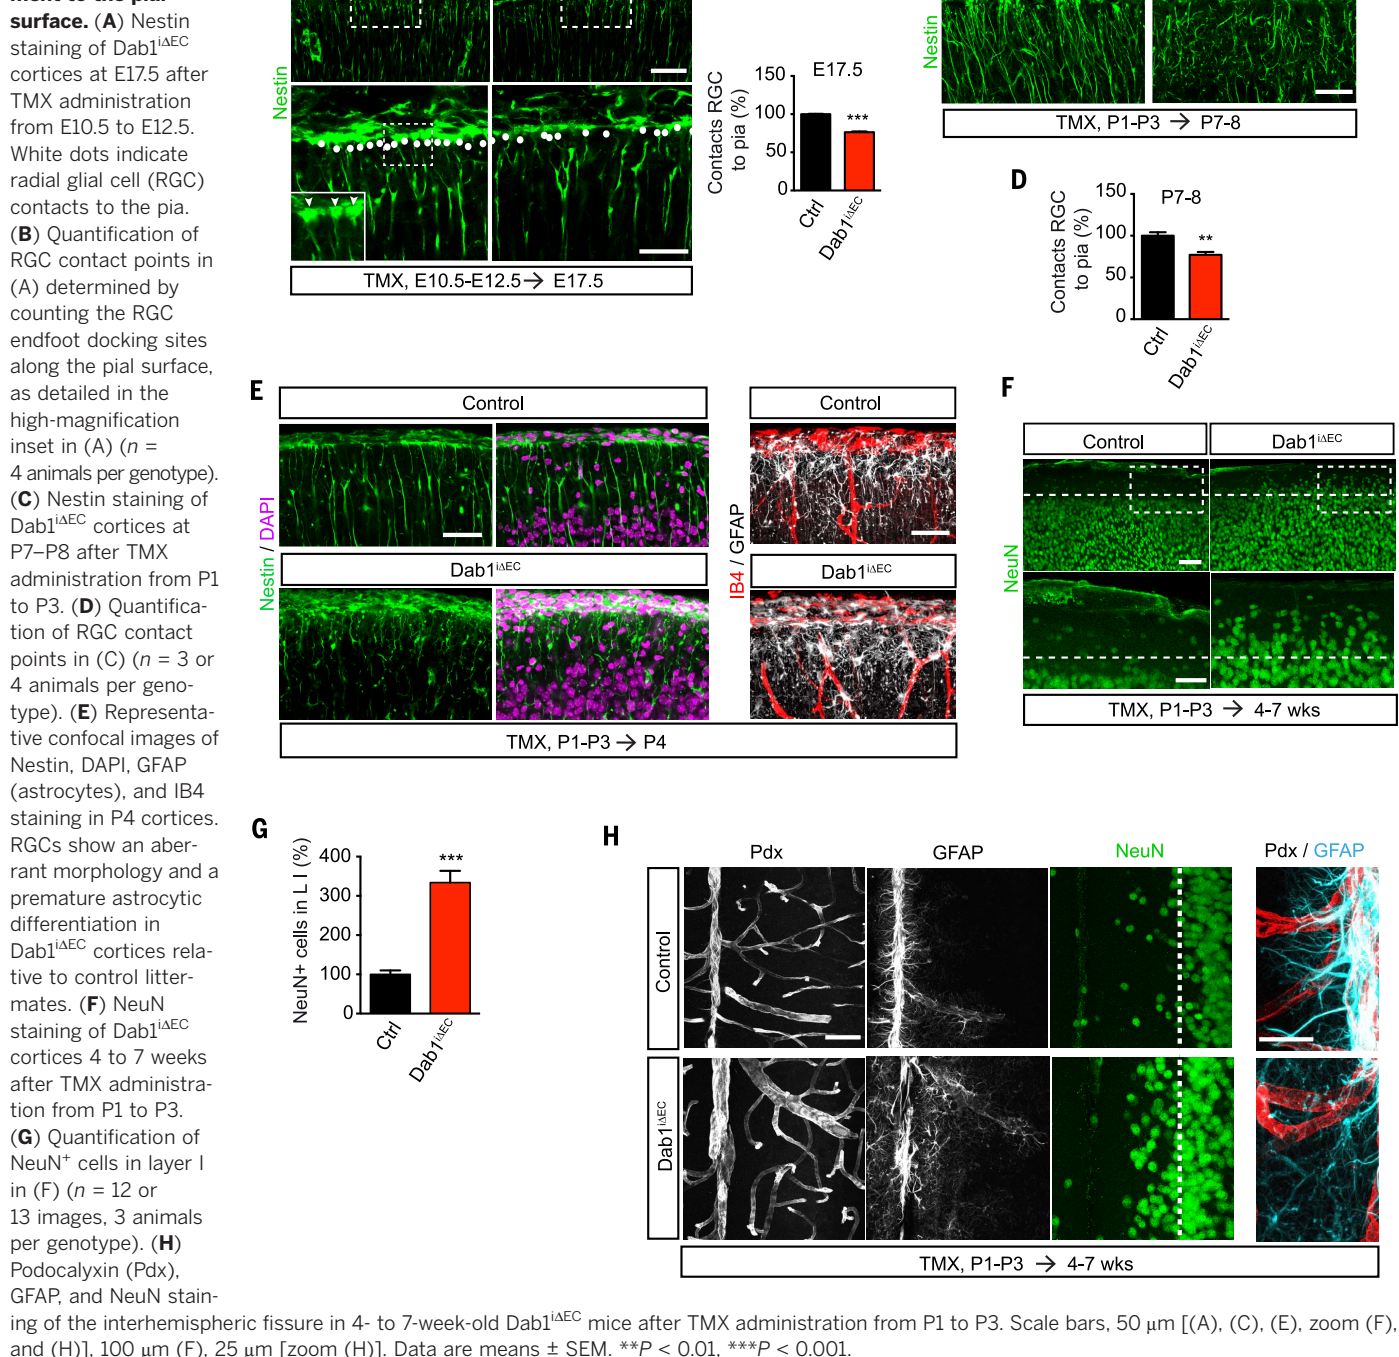 ment to the pial
surface. (A) Nestin
staining of Dab1iΔEC
cortices at E17.5 after
TMX administration
from E10.5 to E12.5.
White dots indicate
radial glial cell (RGC)
contacts to the pia.
(B) Quantification of
RGC contact points in
(A) determined by
counting the RGC
endfoot docking sites
along the pial surface,
as detailed in the
high-magnification
inset in (A) (n =
4 animals per genotype).
(C) Nestin staining of
Dab1iΔEC cortices at
P7–P8 after TMX
administration from P1
to P3. (D) Quantifica-
tion of RGC contact
points in (C) (n = 3 or
4 animals per geno-
type). (E) Representa-
tive confocal images of
Nestin, DAPI, GFAP
(astrocytes), and IB4
staining in P4 cortices.
RGCs show an aber-
rant morphology and a
premature astrocytic
differentiation in
Dab1iΔEC cortices rela-
tive to control litter-
mates. (F) NeuN
staining of Dab1iΔEC
cortices 4 to 7 weeks
after TMX administra-
tion from P1 to P3.
(G) Quantification of
NeuN+ cells in layer I
in (F) (n = 12 or
13 images, 3 animals
per genotype). (H)
Podocalyxin (Pdx),
GFAP, and NeuN stain-
ing of the interhemispheric fissure in 4- to 7-week-old Dab1iΔEC mice after TMX administration from P1 to P3. Scale bars, 50 μm [(A), (C), (E), zoom (F),
and (H)], 100 μm (F), 25 μm [zoom (H)]. Data are means ± SEM. **P < 0.01, ***P < 0.001.
Nestin
TMX, E10.5-E12.5 → E17.5
E17.5
Contacts RGC
to pia (%)
150
100
50
0
***
Ctrl
Dab1iΔEC
Nestin
TMX, P1-P3 → P7-8
D
P7-8
Contacts RGC
to pia (%)
150
100
50
0
**
Ctrl
Dab1iΔEC
E
Control
Dab1iΔEC
Nestin / DAPI
Control
Dab1iΔEC
IB4 / GFAP
TMX, P1-P3 → P4
F
Control
Dab1iΔEC
NeuN
TMX, P1-P3 → 4-7 wks
G
NeuN+ cells in L I (%)
400
300
200
100
0
***
Ctrl
Dab1iΔEC
H
Pdx
GFAP
NeuN
Pdx / GFAP
Control
Dab1iΔEC
TMX, P1-P3 → 4-7 wks